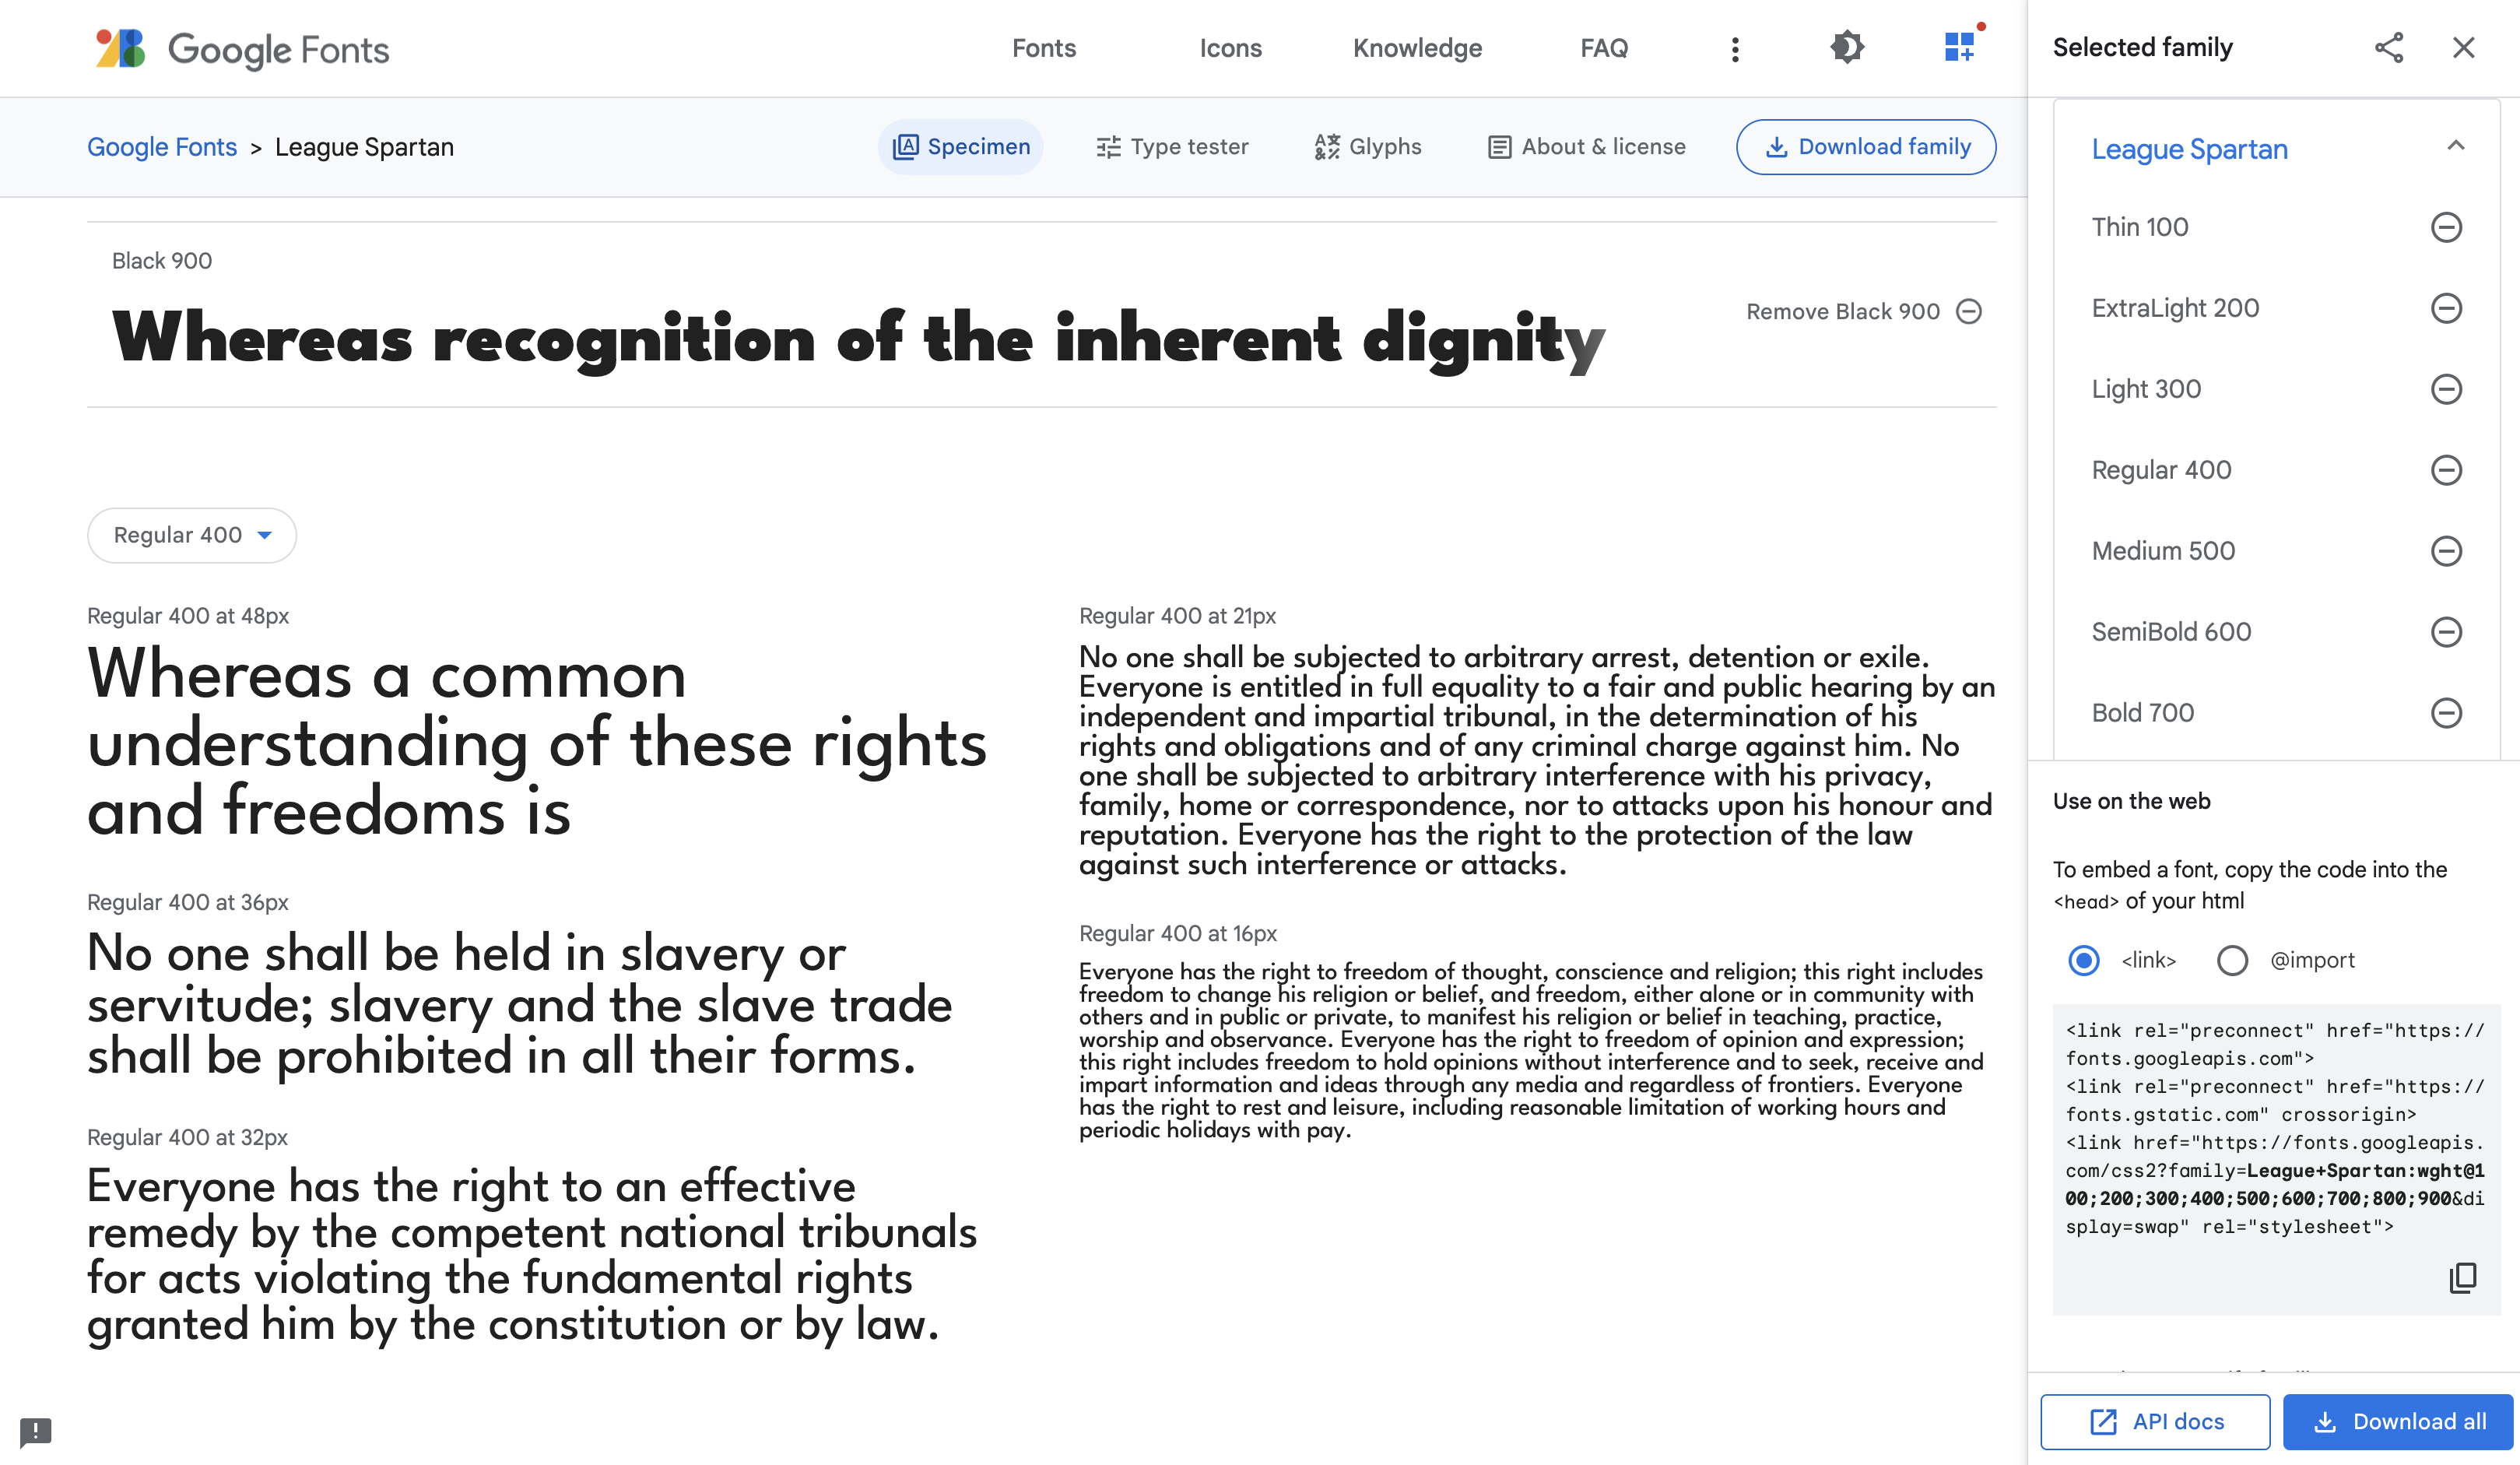 Google Fonts
Fonts
Icons
Knowledge
FAQ
Google Fonts > League Spartan
Specimen
Type tester
Glyphs
About & license
Download family
Black 900
Whereas recognition of the inherent dignity
Remove Black 900
Regular 400
Regular 400 at 48px
Whereas a common
understanding of these rights
and freedoms is
Regular 400 at 36px
No one shall be held in slavery or
servitude; slavery and the slave trade
shall be prohibited in all their forms.
Regular 400 at 32px
Everyone has the right to an effective
remedy by the competent national tribunals
for acts violating the fundamental rights
granted him by the constitution or by law.
Regular 400 at 21px
No one shall be subjected to arbitrary arrest, detention or exile.
Everyone is entitled in full equality to a fair and public hearing by an
independent and impartial tribunal, in the determination of his
rights and obligations and of any criminal charge against him. No
one shall be subjected to arbitrary interference with his privacy,
family, home or correspondence, nor to attacks upon his honour and
reputation. Everyone has the right to the protection of the law
against such interference or attacks.
Regular 400 at 16px
Everyone has the right to freedom of thought, conscience and religion; this right includes
freedom to change his religion or belief, and freedom, either alone or in community with
others and in public or private, to manifest his religion or belief in teaching, practice,
worship and observance. Everyone has the right to freedom of opinion and expression;
this right includes freedom to hold opinions without interference and to seek, receive and
impart information and ideas through any media and regardless of frontiers. Everyone
has the right to rest and leisure, including reasonable limitation of working hours and
periodic holidays with pay.
Selected family
League Spartan
Thin 100
ExtraLight 200
Light 300
Regular 400
Medium 500
SemiBold 600
Bold 700
Use on the web
To embed a font, copy the code into the
<head> of your html
<link>
@import
<link rel="preconnect" href="https://
fonts.googleapis.com">
<link rel="preconnect" href="https://
fonts.gstatic.com" crossorigin>
<link href="https://fonts.googleapis.
com/css2?family=League+Spartan:wght@1
00;200;300;400;500;600;700;800;900&di
splay=swap" rel="stylesheet">
API docs
Download all